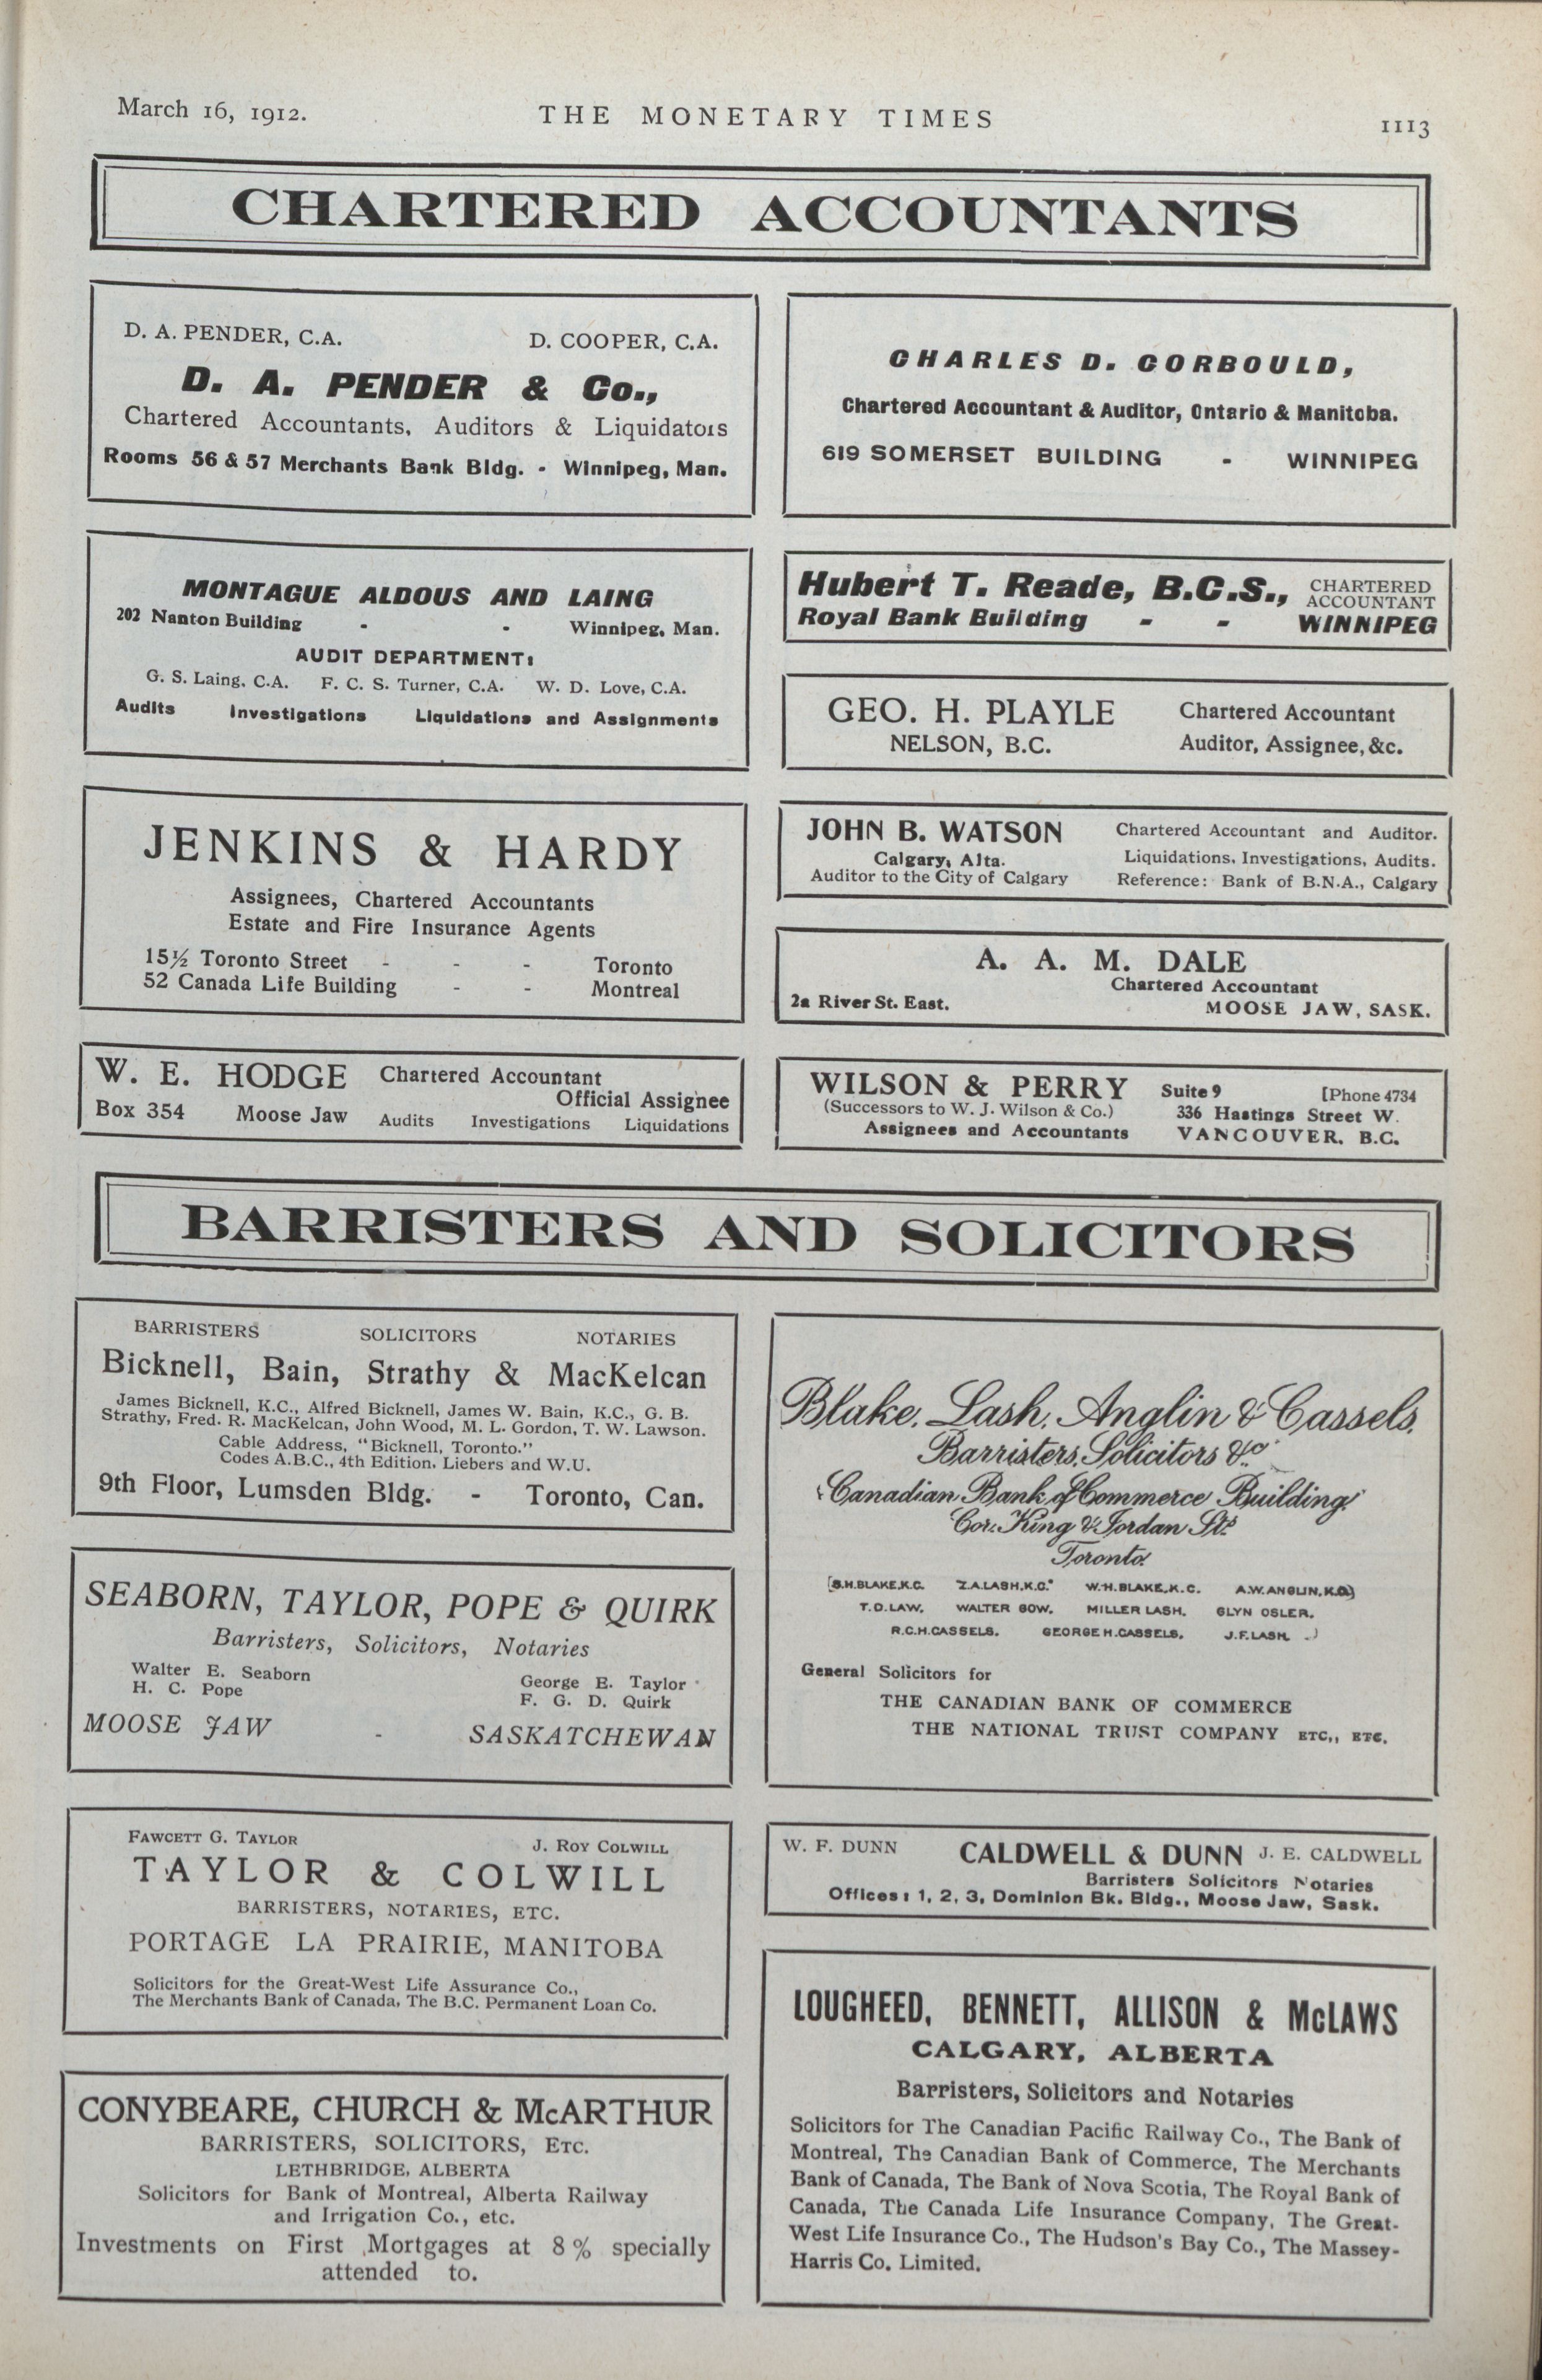 March 16, 1912.
THE MONETARY TIMES
1113
CHARTERED ACCOUNTANTS
D. A. PENDER, C.A. D. COOPER, C.A.
D. A. PENDER & Co.,
Chartered Accountants, Auditors & Liquidators
Rooms 56 & 57 Merchants Bank Bldg. - Winnipeg, Man.
MONTAGUE ALDOUS AND LAING
202 Nanton Building - - Winnipeg, Man.
AUDIT DEPARTMENT:
G. S. Laing, C.A. F. C. S. Turner, C.A. W. D. Love, C.A.
Audits Investigations Liquidations and Assignments
JENKINS & HARDY
Assignees, Chartered Accountants
Estate and Fire Insurance Agents
15½ Toronto Street - - - Toronto
52 Canada Life Building - - Montreal
W. E. HODGE Chartered Accountant
Official Assignee
Box 354 Moose Jaw Audits Investigations Liquidations
CHARLES D. CORBOULD,
Chartered Accountant & Auditor, Ontario & Manitoba.
619 SOMERSET BUILDING - WINNIPEG
Hubert T. Reade, B.C.S., CHARTERED
ACCOUNTANT
Royal Bank Building - - WINNIPEG
GEO. H. PLAYLE Chartered Accountant
NELSON, B.C. Auditor, Assignee, &c.
JOHN B. WATSON Chartered Accountant and Auditor.
Calgary, Alta. Liquidations, Investigations, Audits.
Auditor to the City of Calgary Reference: Bank of B.N.A., Calgary
A. A. M. DALE
Chartered Accountant
2a River St. East. MOOSE JAW, SASK.
WILSON & PERRY Suite 9 [Phone 4734
(Successors to W. J. Wilson & Co.) 336 Hastings Street W.
Assignees and Accountants VANCOUVER, B.C.
BARRISTERS AND SOLICITORS
BARRISTERS SOLICITORS NOTARIES
Bicknell, Bain, Strathy & MacKelcan
James Bicknell, K.C., Alfred Bicknell, James W. Bain, K.C., G. B.
Strathy, Fred. R. MacKelcan, John Wood, M. L. Gordon, T. W. Lawson.
Cable Address, "Bicknell, Toronto."
Codes A.B.C., 4th Edition, Liebers and W.U.
9th Floor, Lumsden Bldg. - Toronto, Can.
SEABORN, TAYLOR, POPE & QUIRK
Barristers, Solicitors, Notaries
Walter E. Seaborn George E. Taylor
H. C. Pope F. G. D. Quirk
MOOSE JAW - SASKATCHEWAN
FAWCETT G. TAYLOR J. ROY COLWILL
TAYLOR & COLWILL
BARRISTERS, NOTARIES, ETC.
PORTAGE LA PRAIRIE, MANITOBA
Solicitors for the Great-West Life Assurance Co.,
The Merchants Bank of Canada, The B.C. Permanent Loan Co.
CONYBEARE, CHURCH & McARTHUR
BARRISTERS, SOLICITORS, ETC.
LETHBRIDGE, ALBERTA
Solicitors for Bank of Montreal, Alberta Railway
and Irrigation Co., etc.
Investments on First Mortgages at 8% specially
attended to.
Blake, Lash, Anglin & Cassels,
Barristers, Solicitors &c.
Canadian Bank of Commerce Building
Cor. King & Jordan Sts.
Toronto.
S.H.BLAKE,K.C. Z.A.LASH,K.C. W.H.BLAKE,K.C. A.W.ANGLIN,K.C.
T.D.LAW. WALTER GOW. MILLER LASH. GLYN OSLER.
R.C.H.CASSELS. GEORGE H.CASSELS. J.F.LASH.
General Solicitors for
THE CANADIAN BANK OF COMMERCE
THE NATIONAL TRUST COMPANY ETC., ETC.
W. F. DUNN CALDWELL & DUNN J. E. CALDWELL
Barristers Solicitors Notaries
Offices: 1, 2, 3, Dominion Bk. Bldg., Moose Jaw, Sask.
LOUGHEED, BENNETT, ALLISON & McLAWS
CALGARY, ALBERTA
Barristers, Solicitors and Notaries
Solicitors for The Canadian Pacific Railway Co., The Bank of
Montreal, The Canadian Bank of Commerce, The Merchants
Bank of Canada, The Bank of Nova Scotia, The Royal Bank of
Canada, The Canada Life Insurance Company, The Great-
West Life Insurance Co., The Hudson's Bay Co., The Massey-
Harris Co. Limited.